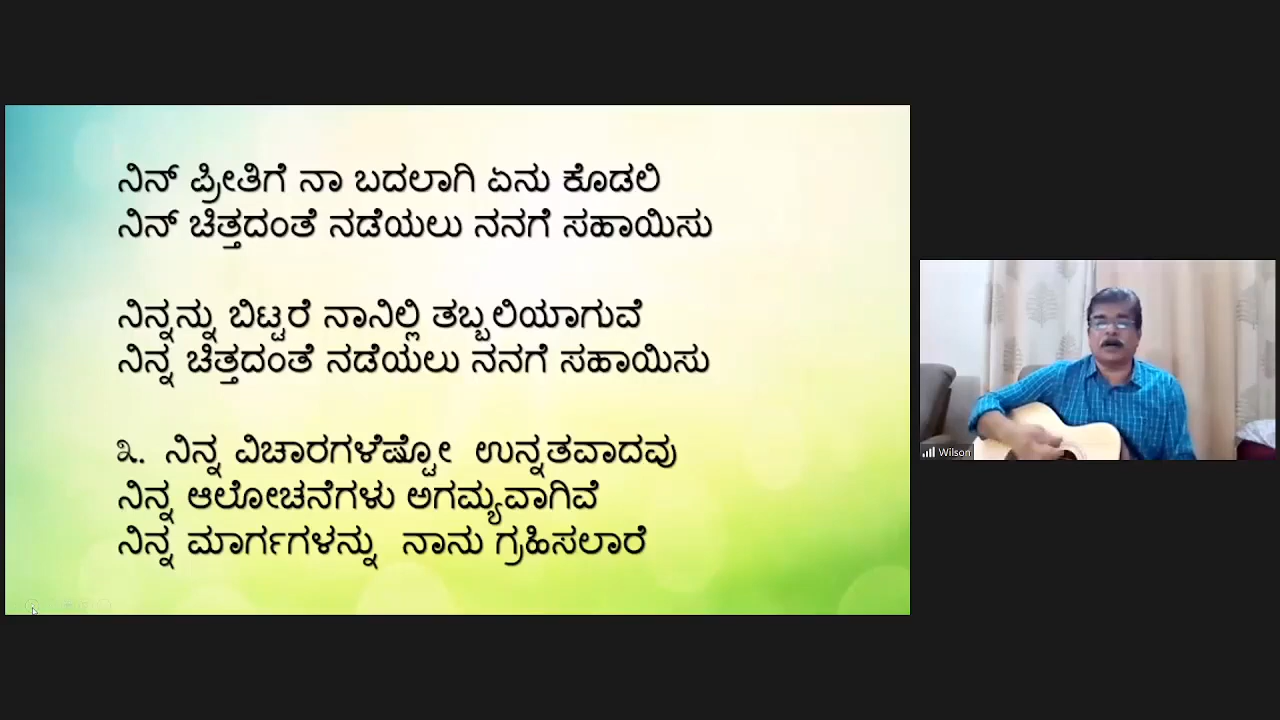 ನಿನ್ ಪ್ರೀತಿಗೆ ನಾ ಬದಲಾಗಿ ಏನು ಕೊಡಲಿ
ನಿನ್ ಚಿತ್ತದಂತೆ ನಡೆಯಲು ನನಗೆ ಸಹಾಯಿಸು
ನಿನ್ನನ್ನು ಬಿಟ್ಟರೆ ನಾನಿಲ್ಲಿ ತಬ್ಬಲಿಯಾಗುವೆ
ನಿನ್ನ ಚಿತ್ತದಂತೆ ನಡೆಯಲು ನನಗೆ ಸಹಾಯಿಸು
೩. ನಿನ್ನ ವಿಚಾರಗಳೆಷ್ಟೋ ಉನ್ನತವಾದವು
ನಿನ್ನ ಆಲೋಚನೆಗಳು ಅಗಮ್ಯವಾಗಿವೆ
ನಿನ್ನ ಮಾರ್ಗಗಳನ್ನು ನಾನು ಗ್ರಹಿಸಲಾರೆ
Wilson